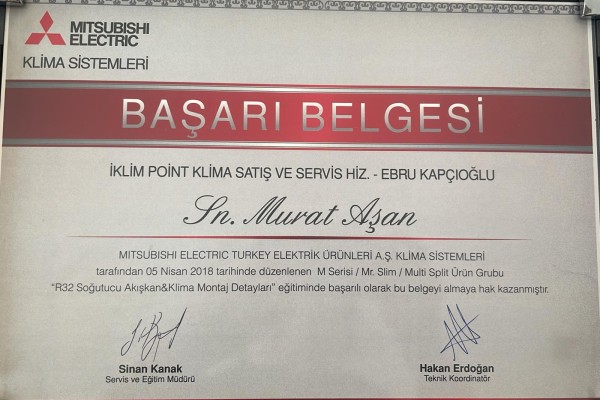 MITSUBISHI
ELECTRIC
KLİMA SİSTEMLERİ
BAŞARI BELGESİ
İKLİM POINT KLİMA SATIŞ VE SERVİS HİZ. - EBRU KAPÇIOĞLU
Sn. Murat Aşan
MITSUBISHI ELECTRIC TURKEY ELEKTRİK ÜRÜNLERİ A.Ş. KLİMA SİSTEMLERİ
tarafından 05 Nisan 2018 tarihinde düzenlenen M Serisi / Mr. Slim / Multi Split Ürün Grubu
"R32 Soğutucu Akışkan&Klima Montaj Detayları" eğitiminde başarılı olarak bu belgeyi almaya hak kazanmıştır.
Sinan Kanak
Servis ve Eğitim Müdürü
Hakan Erdoğan
Teknik Koordinatör